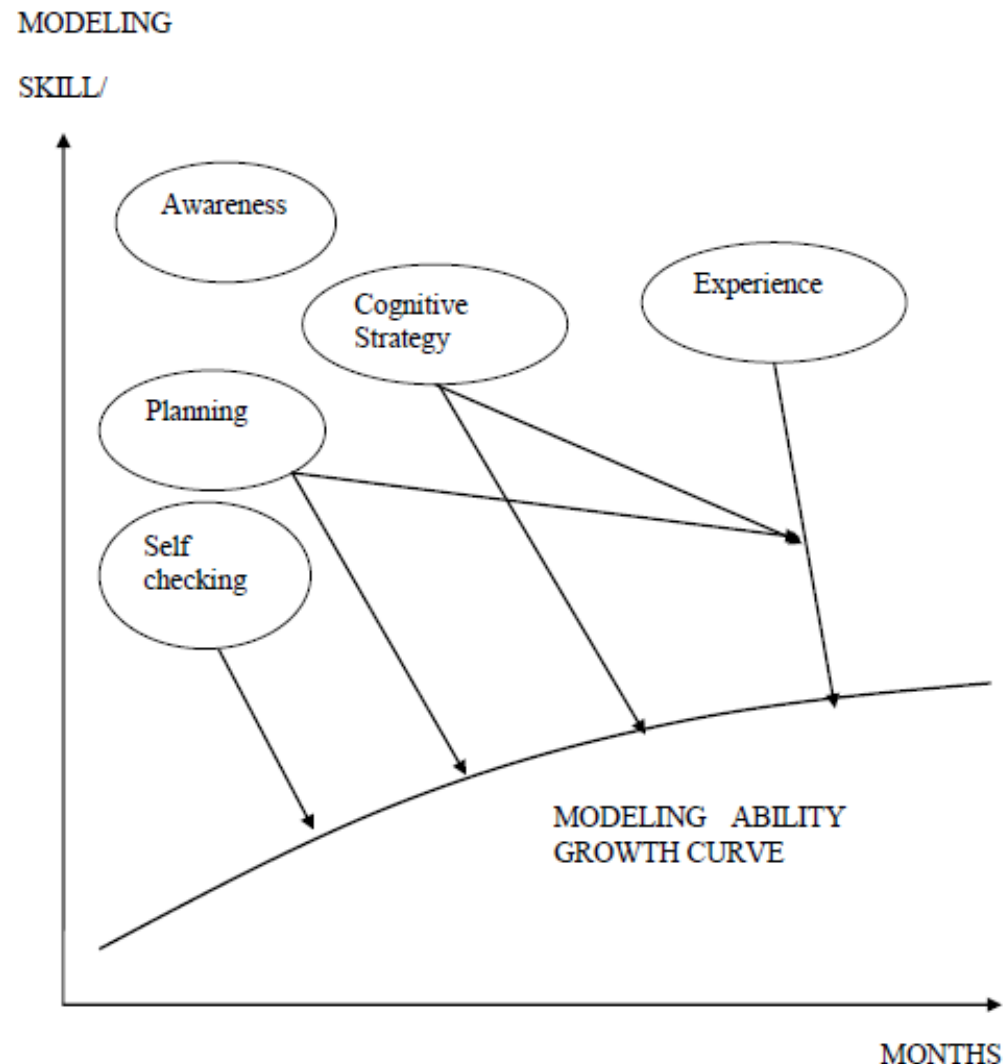 MODELING
SKILL/
Awareness
Cognitive
Strategy
Experience
Planning
Self
checking
MODELING ABILITY
GROWTH CURVE
MONTHS